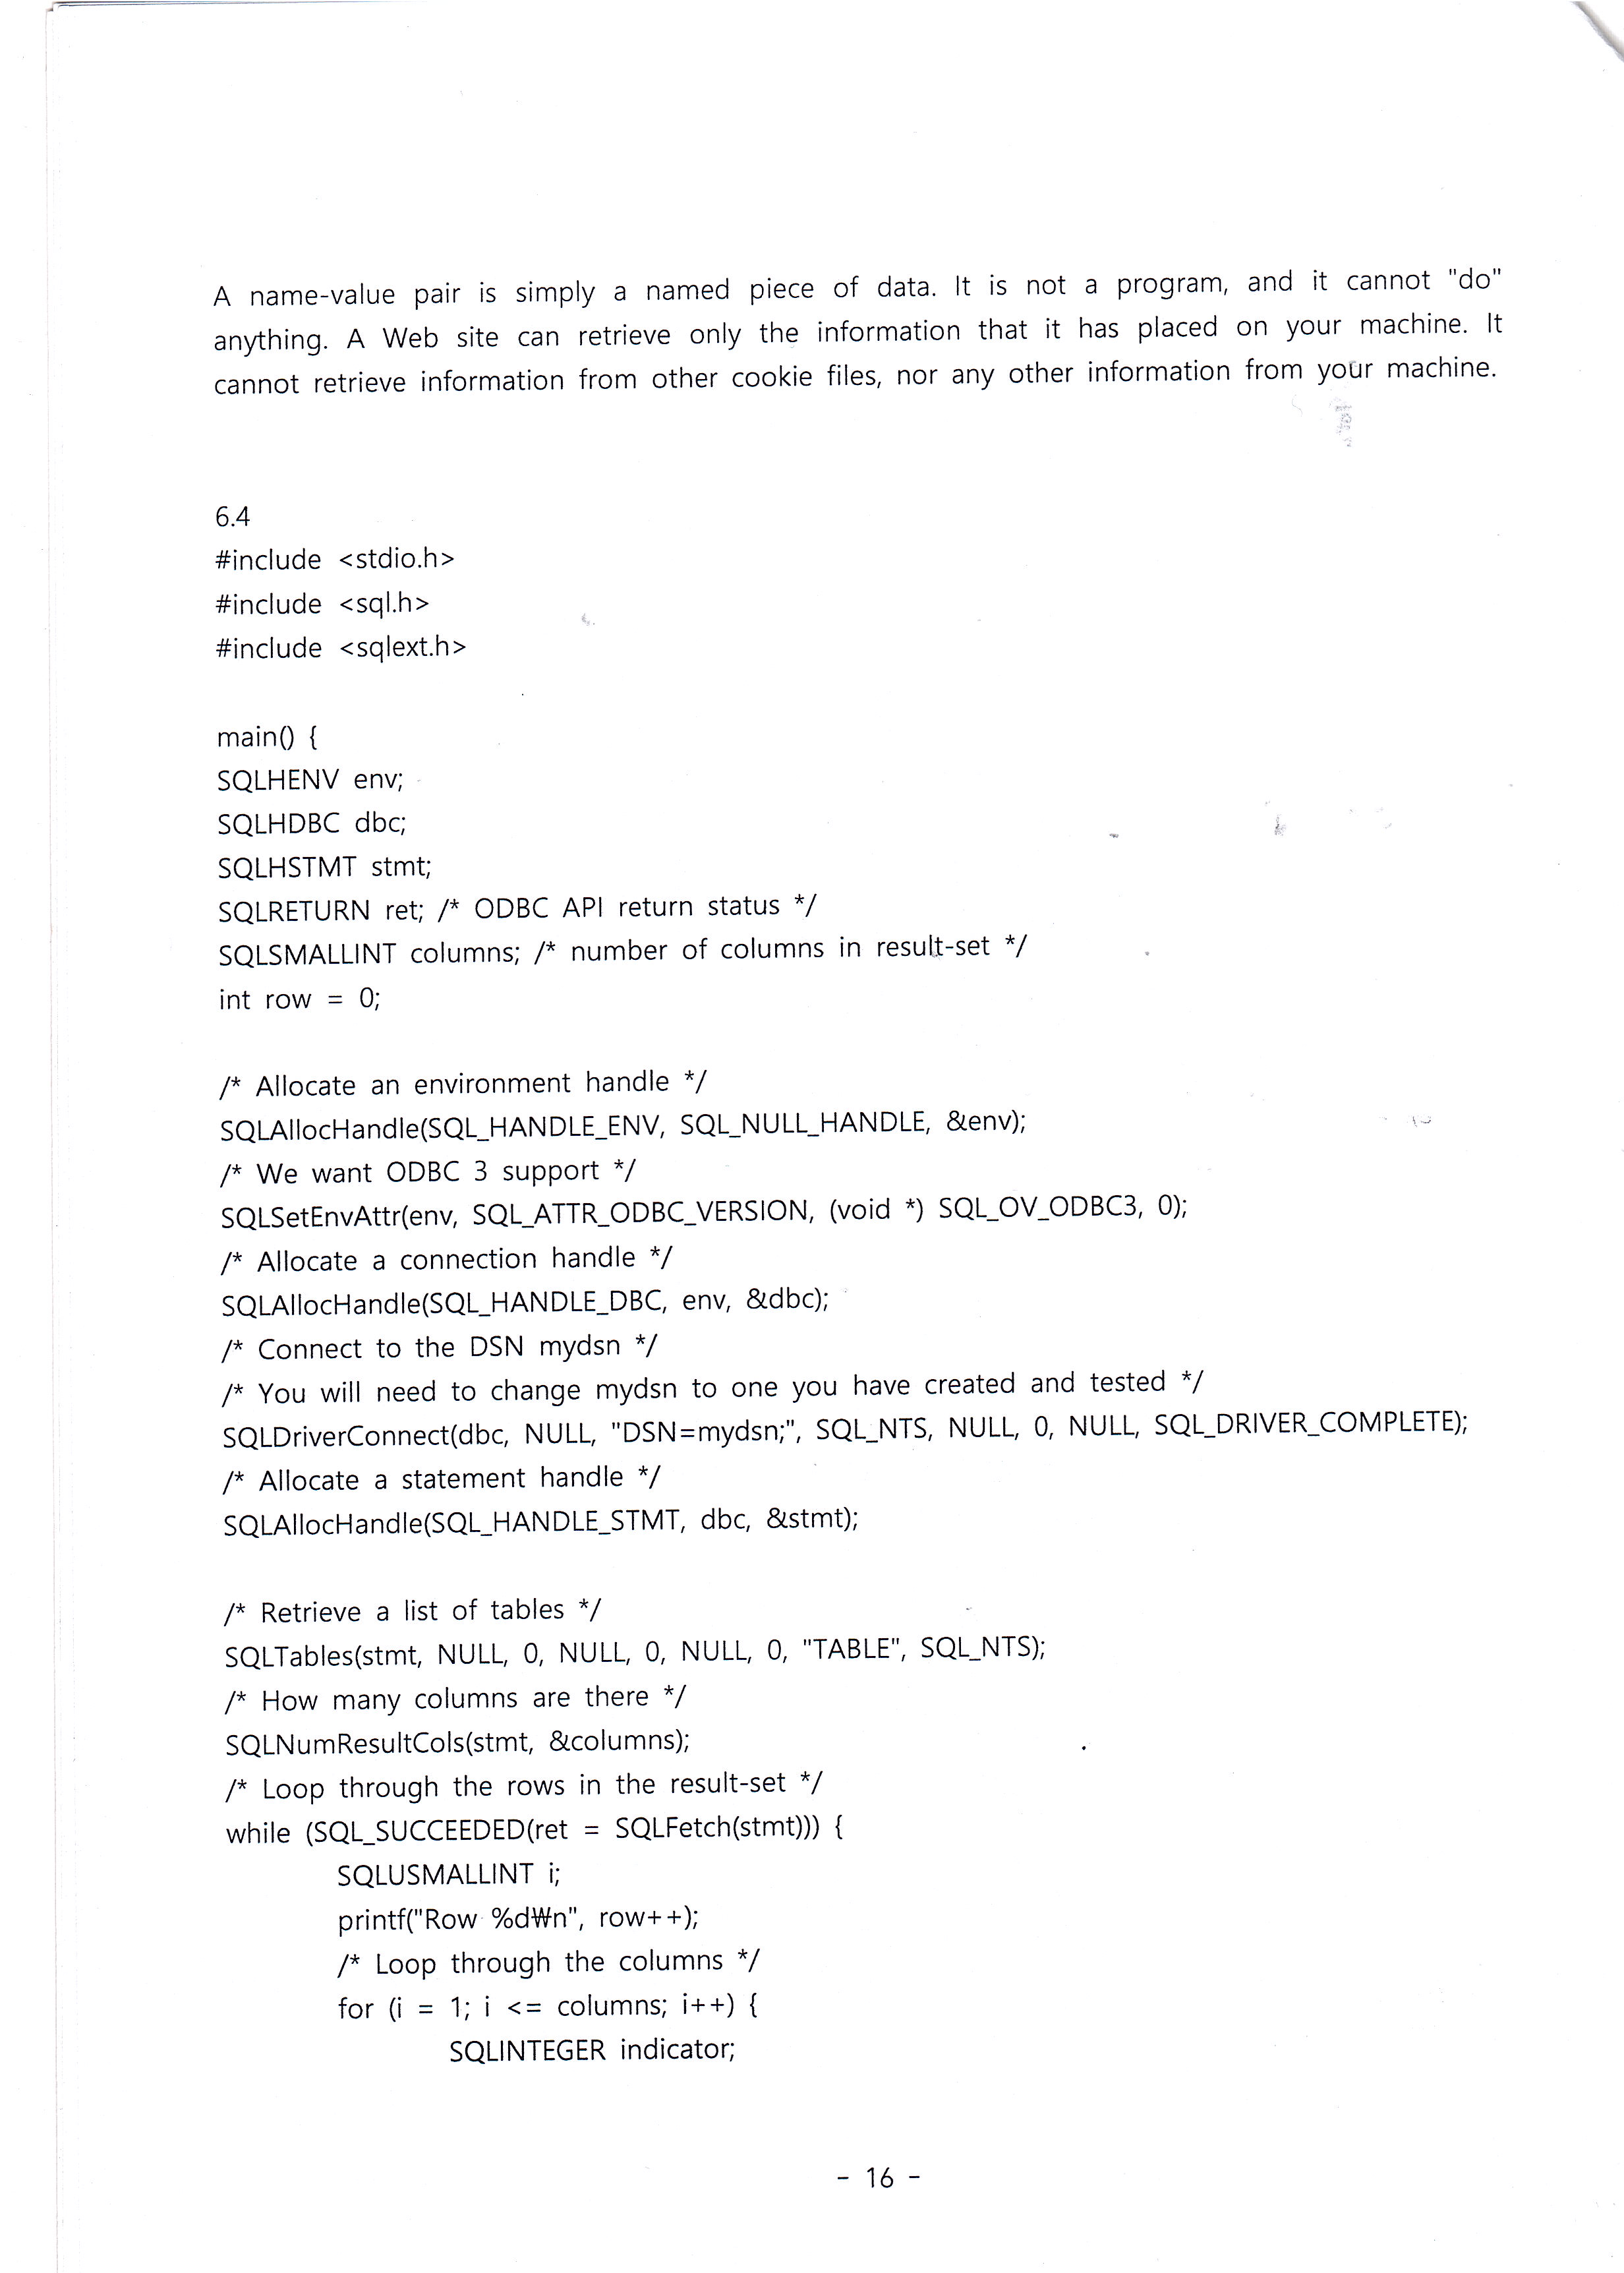 A name-value pair is simply a named piece of data. It is not a program, and it cannot "do"
anything. A Web site can retrieve only the information that it has placed on your machine. It
cannot retrieve information from other cookie files, nor any other information from your machine.
6.4
#include <stdio.h>
#include <sql.h>
#include <sqlext.h>
main() {
SQLHENV env;
SQLHDBC dbc;
SQLHSTMT stmt;
SQLRETURN ret; /* ODBC API return status */
SQLSMALLINT columns; /* number of columns in result-set */
int row = 0;
/* Allocate an environment handle */
SQLAllocHandle(SQL_HANDLE_ENV, SQL_NULL_HANDLE, &env);
/* We want ODBC 3 support */
SQLSetEnvAttr(env, SQL_ATTR_ODBC_VERSION, (void *) SQL_OV_ODBC3, 0);
/* Allocate a connection handle */
SQLAllocHandle(SQL_HANDLE_DBC, env, &dbc);
/* Connect to the DSN mydsn */
/* You will need to change mydsn to one you have created and tested */
SQLDriverConnect(dbc, NULL, "DSN=mydsn;", SQL_NTS, NULL, 0, NULL, SQL_DRIVER_COMPLETE);
/* Allocate a statement handle */
SQLAllocHandle(SQL_HANDLE_STMT, dbc, &stmt);
/* Retrieve a list of tables */
SQLTables(stmt, NULL, 0, NULL, 0, NULL, 0, "TABLE", SQL_NTS);
/* How many columns are there */
SQLNumResultCols(stmt, &columns);
/* Loop through the rows in the result-set */
while (SQL_SUCCEEDED(ret = SQLFetch(stmt))) {
SQLUSMALLINT i;
printf("Row %d₩n", row++);
/* Loop through the columns */
for (i = 1; i <= columns; i++) {
SQLINTEGER indicator;
- 16 -